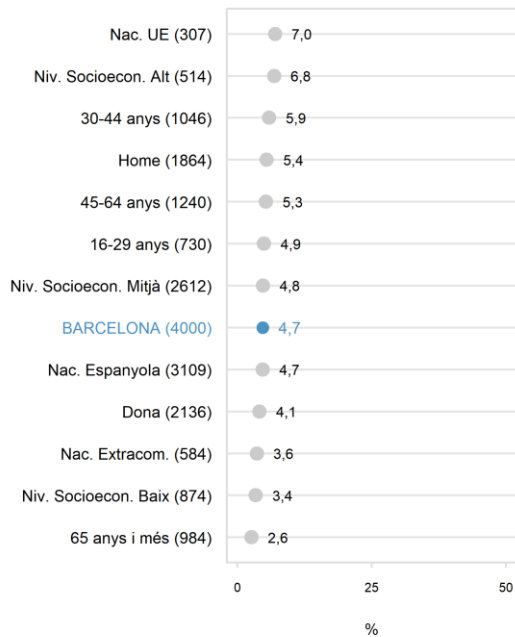 Nac. UE (307) 7,0
Niv. Socioecon. Alt (514) 6,8
30-44 anys (1046) 5,9
Home (1864) 5,4
45-64 anys (1240) 5,3
16-29 anys (730) 4,9
Niv. Socioecon. Mitjà (2612) 4,8
BARCELONA (4000) 4,7
Nac. Espanyola (3109) 4,7
Dona (2136) 4,1
Nac. Extracom. (584) 3,6
Niv. Socioecon. Baix (874) 3,4
65 anys i més (984) 2,6
0 25 50
%